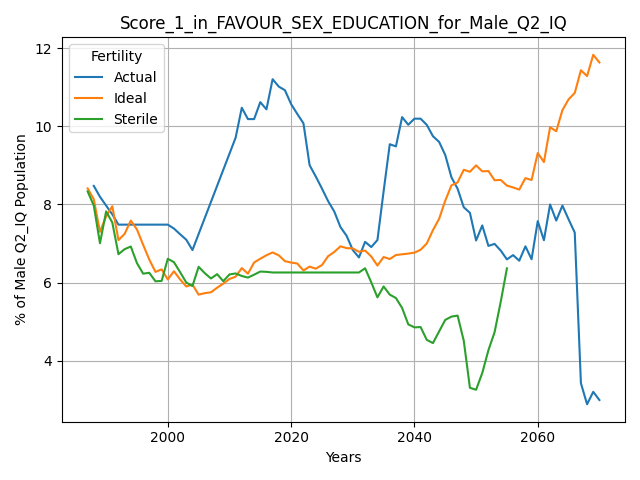 Score_1_in_FAVOUR_SEX_EDUCATION_for_Male_Q2_IQ
% of Male Q2_IQ Population
12
10
8
6
4
Fertility
Actual
Ideal
Sterile
2000 2020 2040 2060
Years